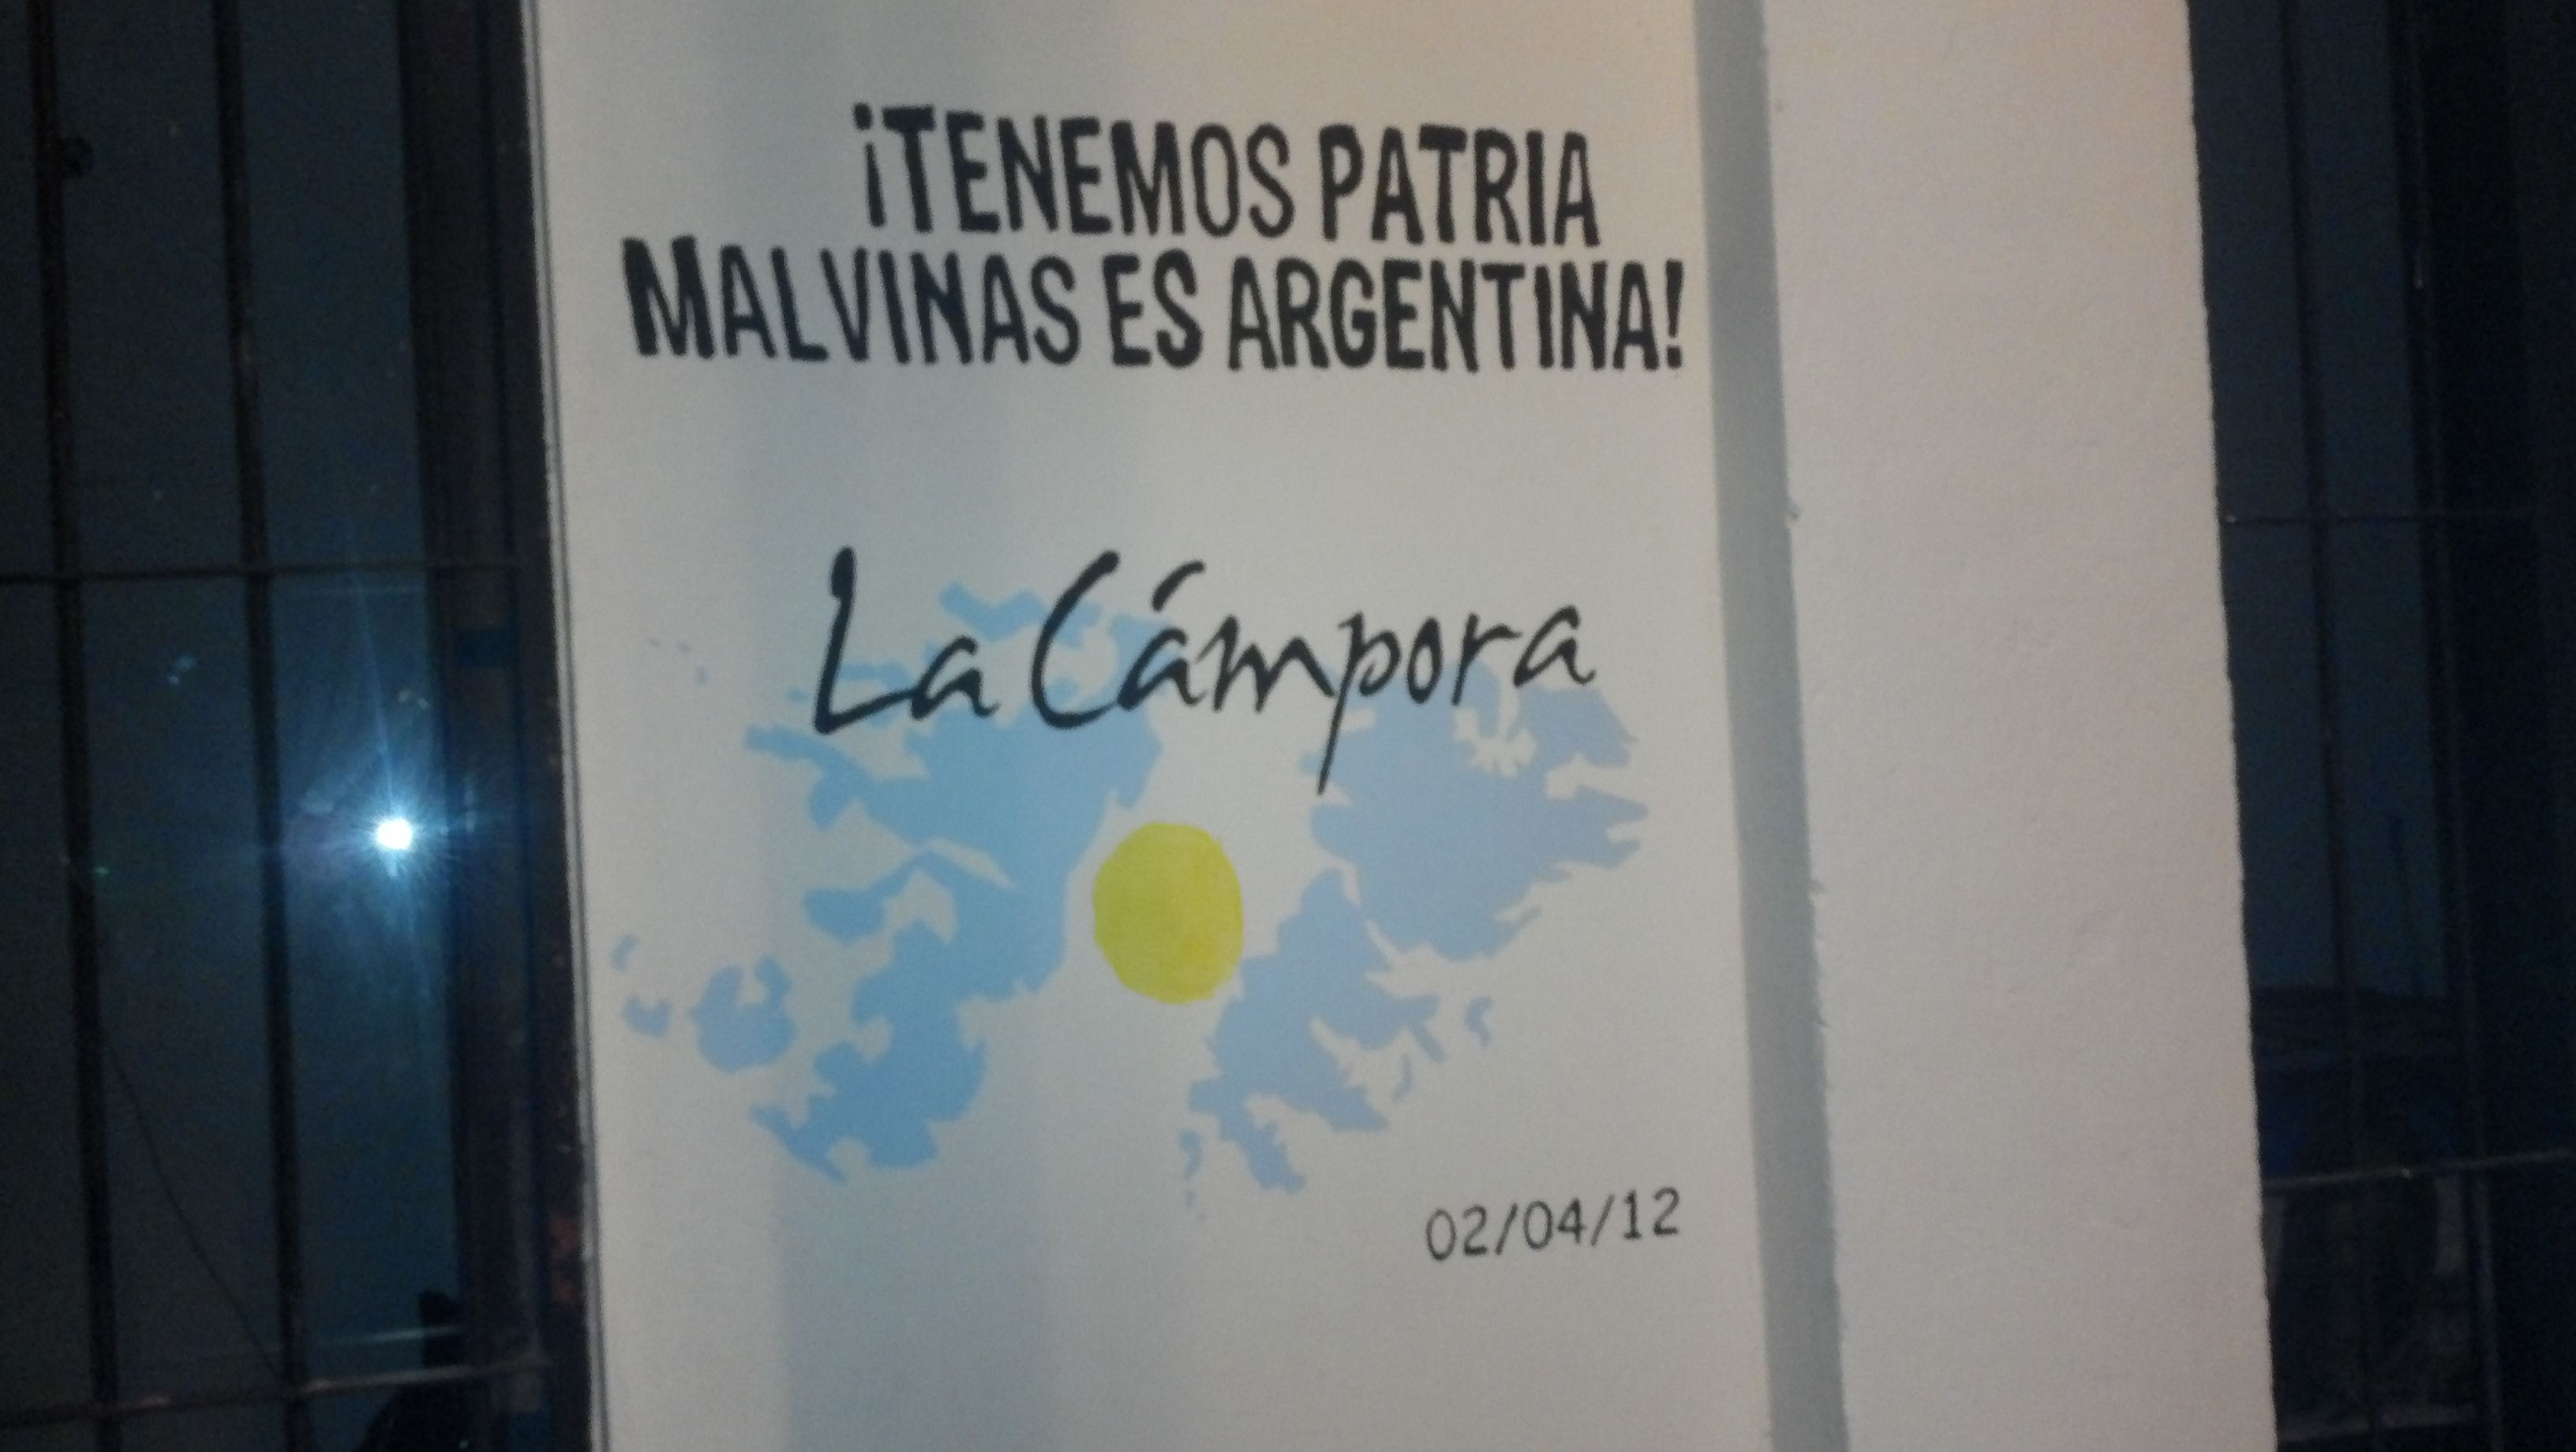 ¡TENEMOS PATRIA
MALVINAS ES ARGENTINA!
La Cámpora
02/04/12